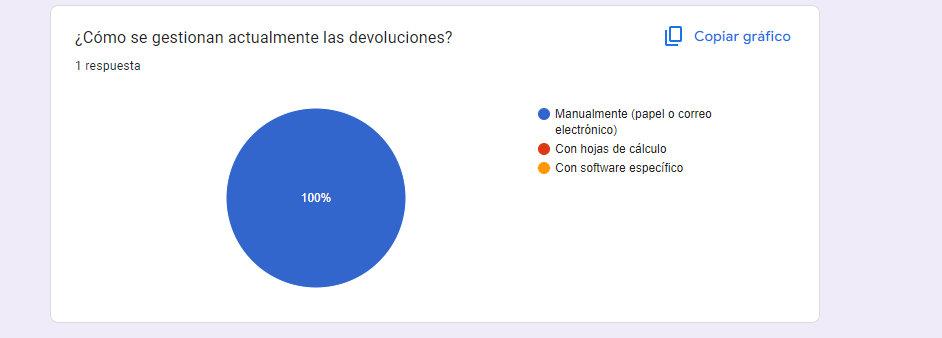 ¿Cómo se gestionan actualmente las devoluciones?
Copiar gráfico
1 respuesta
100%
Manualmente (papel o correo
electrónico)
Con hojas de cálculo
Con software específico